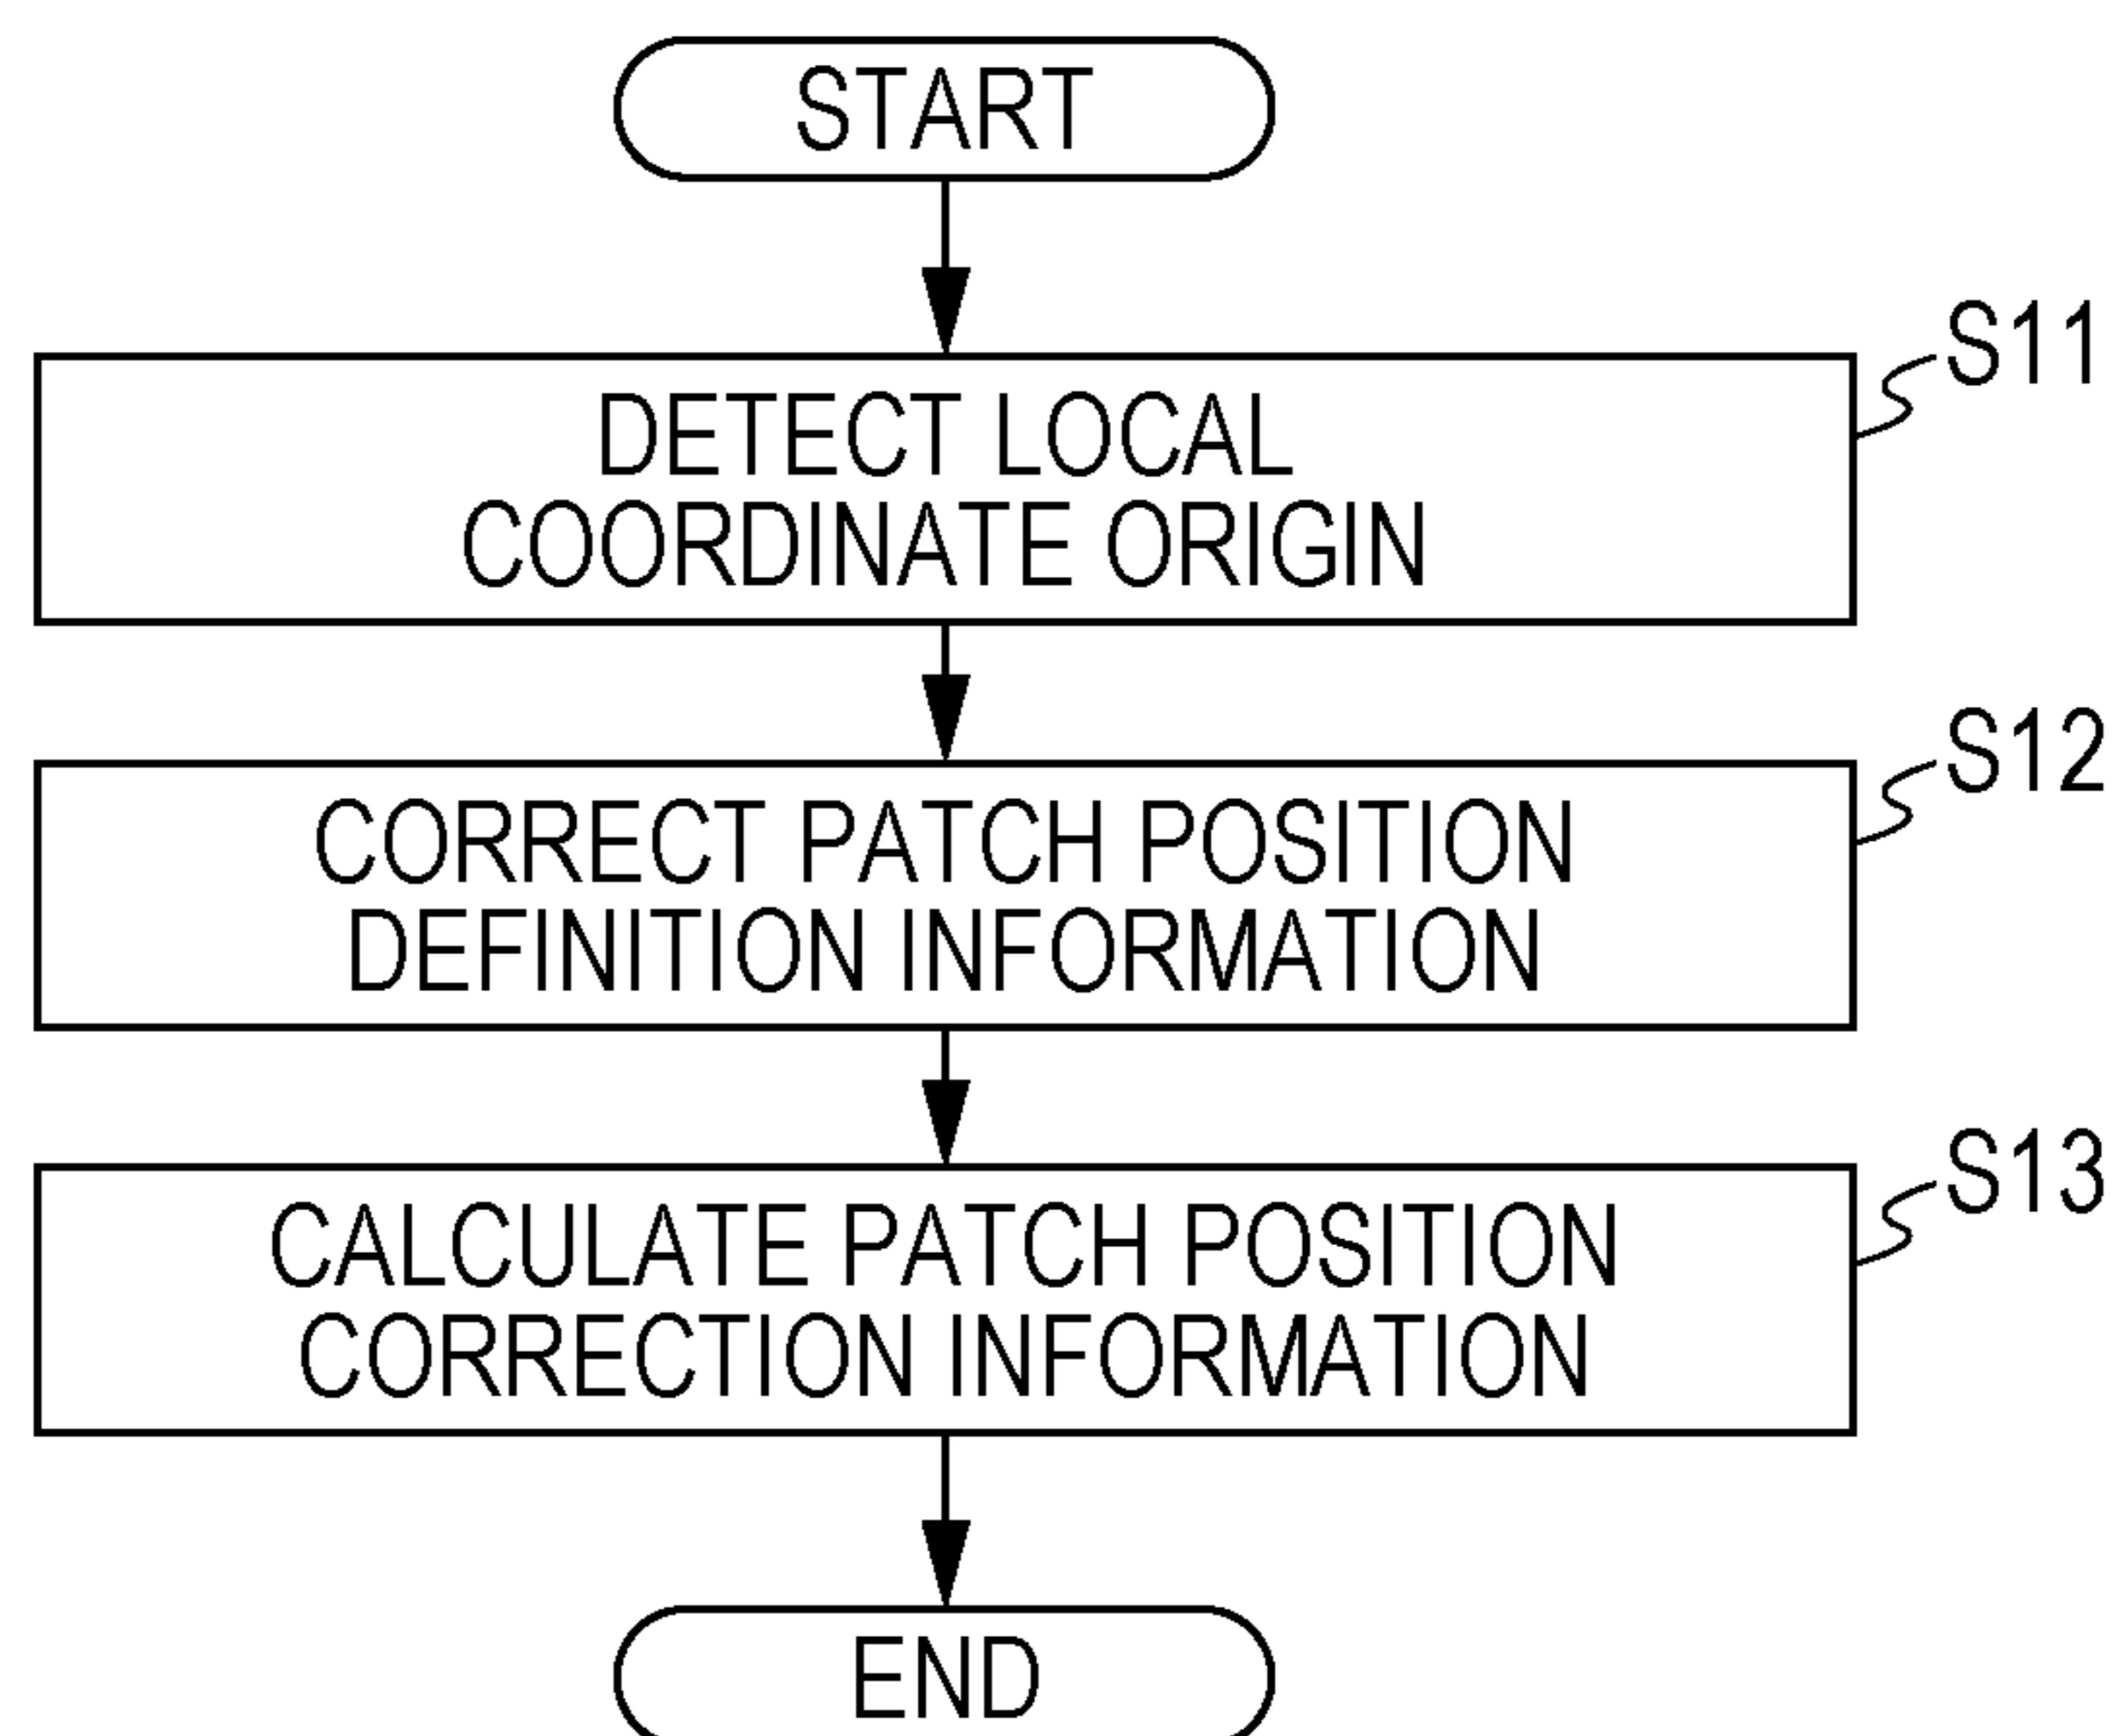 START
S11
DETECT LOCAL
COORDINATE ORIGIN
S12
CORRECT PATCH POSITION
DEFINITION INFORMATION
S13
CALCULATE PATCH POSITION
CORRECTION INFORMATION
END